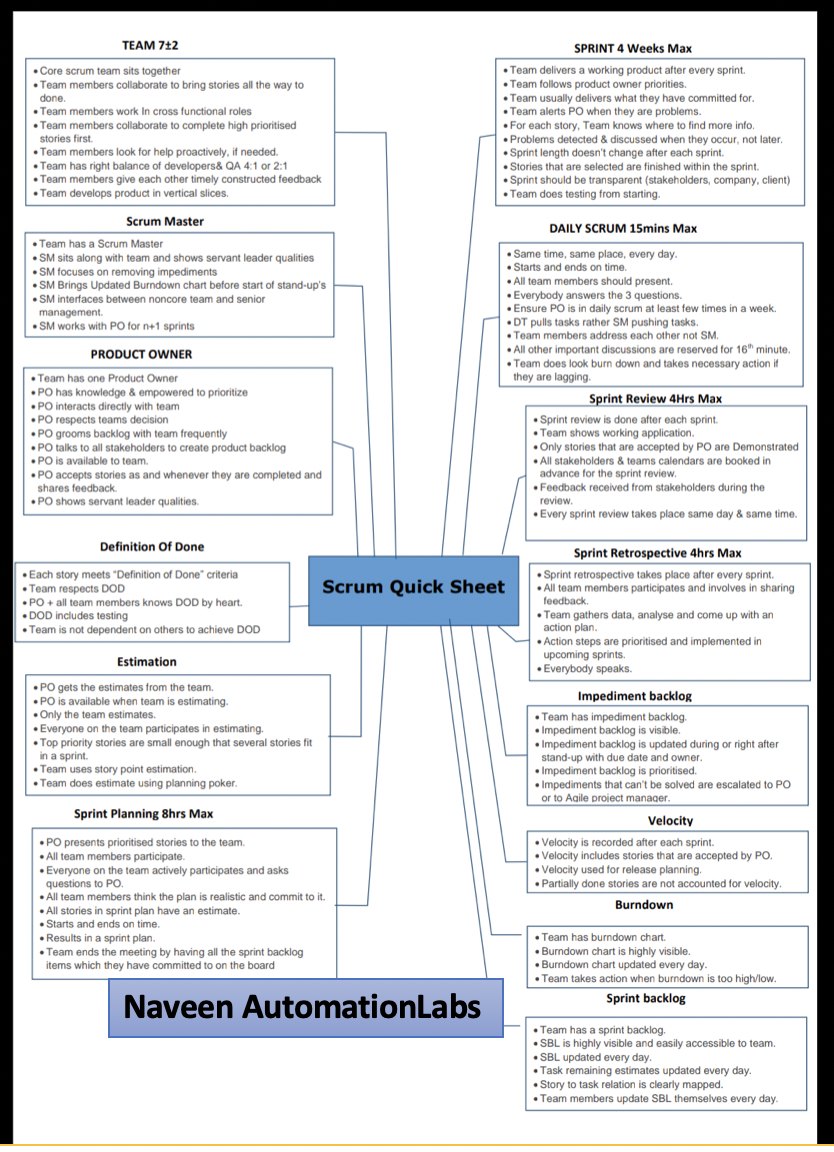 TEAM 7±2
• Core scrum team sits together
• Team members collaborate to bring stories all the way to
done.
• Team members work In cross functional roles
• Team members collaborate to complete high prioritised
stories first.
• Team members look for help proactively, if needed.
• Team has right balance of developers& QA 4:1 or 2:1
• Team members give each other timely constructed feedback
• Team develops product in vertical slices.
Scrum Master
• Team has a Scrum Master
• SM sits along with team and shows servant leader qualities
• SM focuses on removing impediments
• SM Brings Updated Burndown chart before start of stand-up's
• SM interfaces between noncore team and senior
management.
• SM works with PO for n+1 sprints
PRODUCT OWNER
• Team has one Product Owner
• PO has knowledge & empowered to prioritize
• PO interacts directly with team
• PO respects teams decision
• PO grooms backlog with team frequently
• PO talks to all stakeholders to create product backlog
• PO is available to team.
• PO accepts stories as and whenever they are completed and
shares feedback.
• PO shows servant leader qualities.
Definition Of Done
• Each story meets "Definition of Done" criteria
• Team respects DOD
• PO + all team members knows DOD by heart.
• DOD includes testing
• Team is not dependent on others to achieve DOD
Estimation
• PO gets the estimates from the team.
• PO is available when team is estimating.
• Only the team estimates.
• Everyone on the team participates in estimating.
• Top priority stories are small enough that several stories fit
in a sprint.
• Team uses story point estimation.
• Team does estimate using planning poker.
Sprint Planning 8hrs Max
• PO presents prioritised stories to the team.
• All team members participate.
• Everyone on the team actively participates and asks
questions to PO.
• All team members think the plan is realistic and commit to it.
• All stories in sprint plan have an estimate.
• Starts and ends on time.
• Results in a sprint plan.
• Team ends the meeting by having all the sprint backlog
items which they have committed to on the board
Naveen AutomationLabs
Scrum Quick Sheet
SPRINT 4 Weeks Max
• Team delivers a working product after every sprint.
• Team follows product owner priorities.
• Team usually delivers what they have committed for.
• Team alerts PO when they are problems.
• For each story, Team knows where to find more info.
• Problems detected & discussed when they occur, not later.
• Sprint length doesn't change after each sprint.
• Stories that are selected are finished within the sprint.
• Sprint should be transparent (stakeholders, company, client)
• Team does testing from starting.
DAILY SCRUM 15mins Max
• Same time, same place, every day.
• Starts and ends on time.
• All team members should present.
• Everybody answers the 3 questions.
• Ensure PO is in daily scrum at least few times in a week.
• DT pulls tasks rather SM pushing tasks.
• Team members address each other not SM.
• All other important discussions are reserved for 16th minute.
• Team does look burn down and takes necessary action if
they are lagging.
Sprint Review 4Hrs Max
• Sprint review is done after each sprint.
• Team shows working application.
• Only stories that are accepted by PO are Demonstrated
• All stakeholders & teams calendars are booked in
advance for the sprint review.
• Feedback received from stakeholders during the
review.
• Every sprint review takes place same day & same time.
Sprint Retrospective 4hrs Max
• Sprint retrospective takes place after every sprint.
• All team members participates and involves in sharing
feedback.
• Team gathers data, analyse and come up with an
action plan.
• Action steps are prioritised and implemented in
upcoming sprints.
• Everybody speaks.
Impediment backlog
• Team has impediment backlog.
• Impediment backlog is visible.
• Impediment backlog is updated during or right after
stand-up with due date and owner.
• Impediment backlog is prioritised.
• Impediments that can't be solved are escalated to PO
or to Agile project manager.
Velocity
• Velocity is recorded after each sprint.
• Velocity includes stories that are accepted by PO.
• Velocity used for release planning.
• Partially done stories are not accounted for velocity.
Burndown
• Team has burndown chart.
• Burndown chart is highly visible.
• Burndown chart updated every day.
• Team takes action when burndown is too high/low.
Sprint backlog
• Team has a sprint backlog.
• SBL is highly visible and easily accessible to team.
• SBL updated every day.
• Task remaining estimates updated every day.
• Story to task relation is clearly mapped.
• Team members update SBL themselves every day.